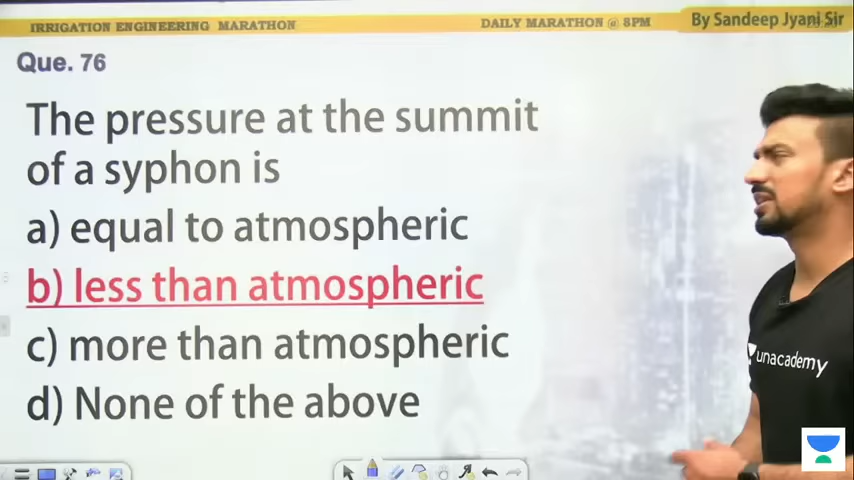 IRRIGATION ENGINEERING MARATHON
DAILY MARATHON @ 8PM
By Sandeep Jyani Sir
Que. 76
The pressure at the summit
of a syphon is
a) equal to atmospheric
b) less than atmospheric
c) more than atmospheric
d) None of the above
unacademy